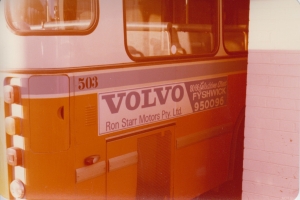 503
VOLVO
Ron Starr Motors Pty. Ltd.
FYSHWICK
950096